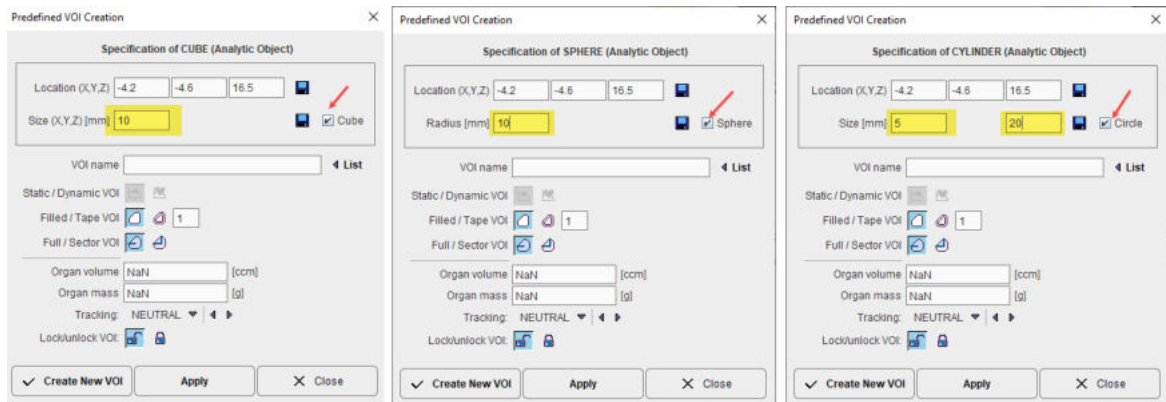 Predefined VOI Creation
Specification of CUBE (Analytic Object)
Location (X,Y,Z) -4.2 -4.6 16.5
Size (X,Y,Z) [mm] 10 Cube
VOI name List
Static / Dynamic VOI
Filled / Tape VOI 1
Full / Sector VOI
Organ volume NaN [ccm]
Organ mass NaN [g]
Tracking: NEUTRAL
Lock/unlock VOI:
Create New VOI Apply Close
Predefined VOI Creation
Specification of SPHERE (Analytic Object)
Location (X,Y,Z) -4.2 -4.6 16.5
Radius [mm] 10 Sphere
VOI name List
Static / Dynamic VOI
Filled / Tape VOI 1
Full / Sector VOI
Organ volume NaN [ccm]
Organ mass NaN [g]
Tracking: NEUTRAL
Lock/unlock VOI:
Create New VOI Apply Close
Predefined VOI Creation
Specification of CYLINDER (Analytic Object)
Location (X,Y,Z) -4.2 -4.6 16.5
Size [mm] 5 20 Circle
VOI name List
Static / Dynamic VOI
Filled / Tape VOI 1
Full / Sector VOI
Organ volume NaN [ccm]
Organ mass NaN [g]
Tracking: NEUTRAL
Lock/unlock VOI:
Create New VOI Apply Close